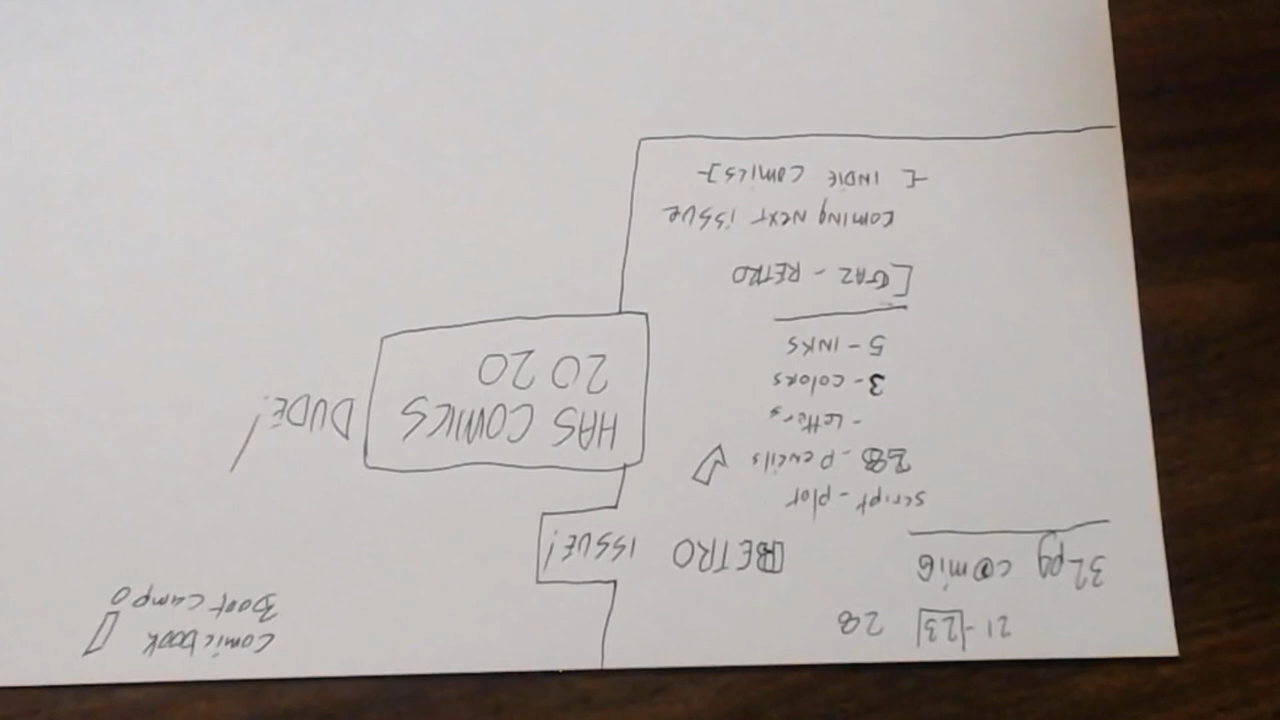 21-23 28
32pg comic
RETRO ISSUE!
script-plot
28-Pencils
-Letters
3-colors
5-INKS
- RETRO
COMING NEXT ISSUE
-[INDIE COMICS]-
Comic book
Boot Camp
HAS COMICS DUDE!
2020